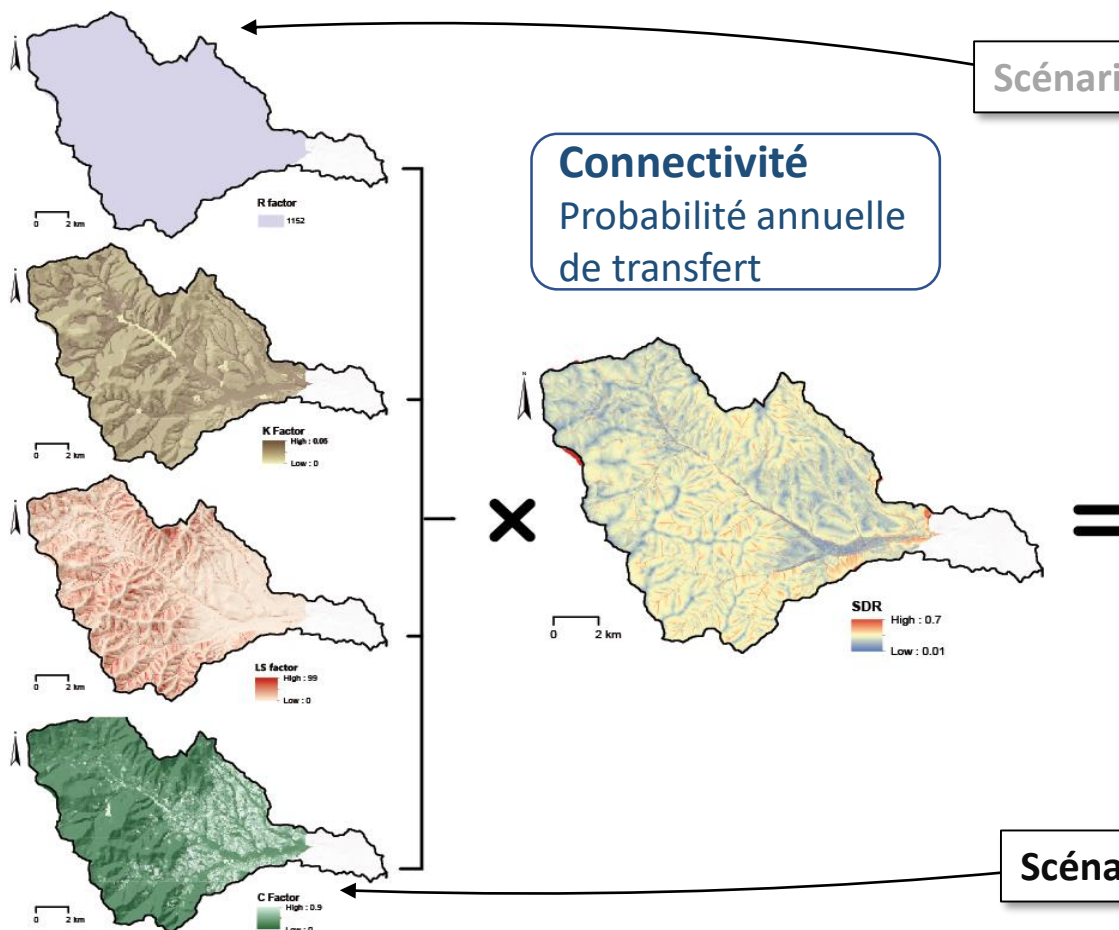 Scénari
Connectivité
Probabilité annuelle
de transfert
R factor
1152
0 2 km
K Factor
High : 0.05
Low : 0
0 2 km
SDR
High : 0.7
Low : 0.01
0 2 km
LS factor
High : 99
Low : 0
0 2 km
C Factor
High : 0.9
0 2 km
Scéna